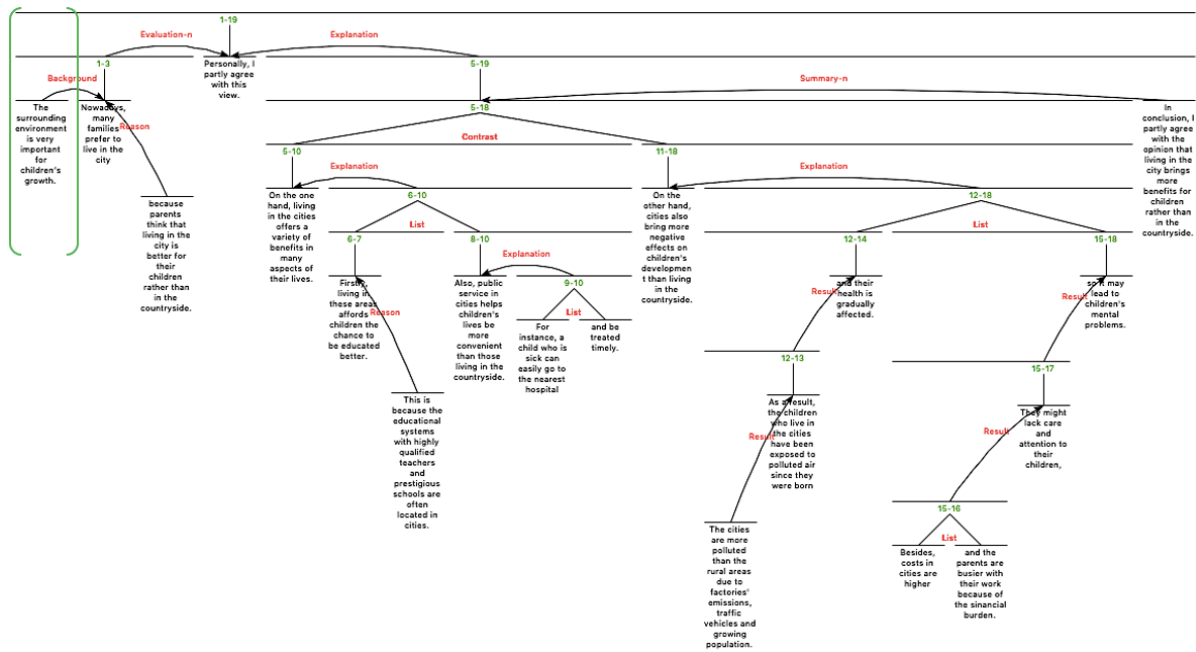 1-19
Evaluation-n
Explanation
1-3
Personally, I
partly agree
with this
view.
5-19
Background
Summary-n
The
surrounding
environment
is very
important
for
children's
growth.
Nowadays,
many
families
prefer to
live in the
city
Reason
because
parents
think that
living in the
city is
better for
their
children
rather than
in the
countryside.
5-18
Contrast
5-10
Explanation
On the one
hand, living
in the cities
offers a
variety of
benefits in
many
aspects of
their lives.
6-10
List
6-7
Firstly,
living in
these areas
affords
children the
chance to
be educated
better.
Reason
This is
because the
educational
systems
with highly
qualified
teachers
and
prestigious
schools are
often
located in
cities.
8-10
Also, public
service in
cities helps
children's
lives be
more
convenient
than those
living in the
countryside.
Explanation
9-10
List
For
instance, a
child who is
sick can
easily go to
the nearest
hospital
and be
treated
timely.
11-18
Explanation
On the
other hand,
cities also
bring more
negative
effects on
children's
developmen
t than living
in the
countryside.
12-18
List
12-14
and their
health is
gradually
affected.
Result
12-13
As a result,
the children
who live in
the cities
have been
exposed to
polluted air
since they
were born
Result
The cities
are more
polluted
than the
rural areas
due to
factories'
emissions,
traffic
vehicles and
growing
population.
15-18
so it may
lead to
children's
mental
problems.
Result
15-17
They might
lack care
and
attention to
their
children,
Result
15-16
List
Besides,
costs in
cities are
higher
and the
parents are
busier with
their work
because of
the sinancial
burden.
In
conclusion, I
partly agree
with the
opinion that
living in the
city brings
more
benefits for
children
rather than
in the
countryside.